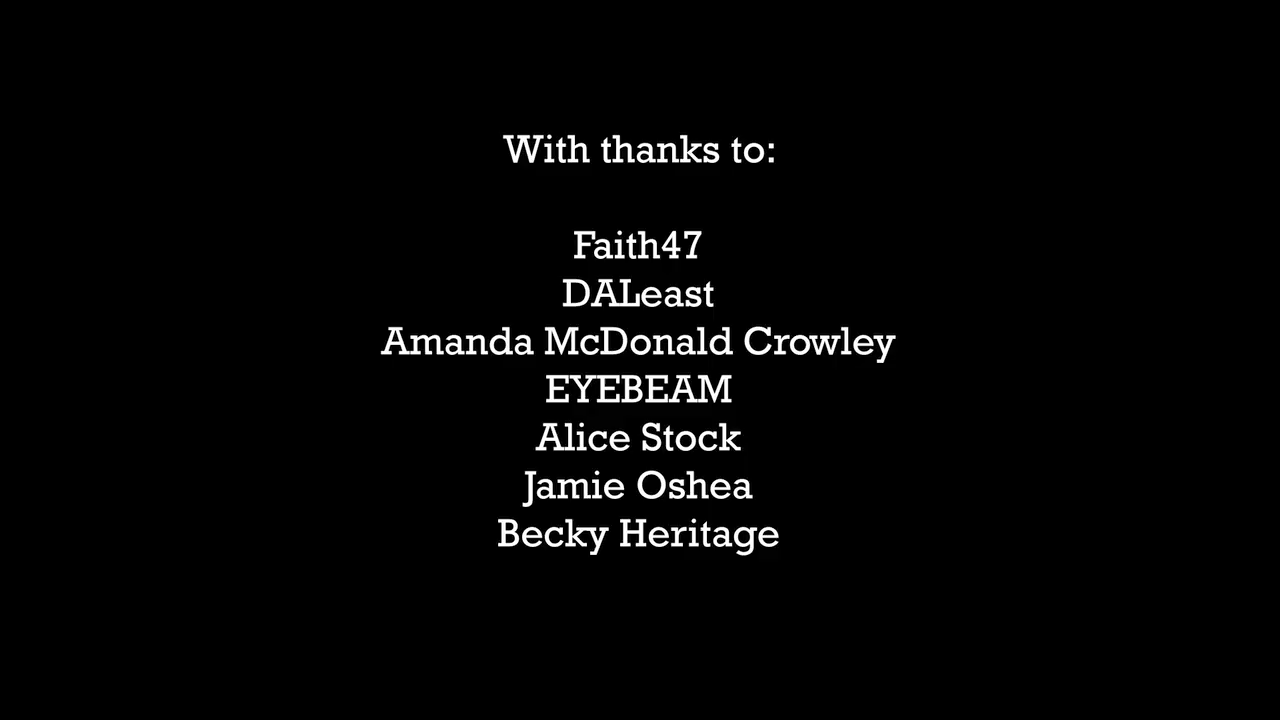 With thanks to:
Faith47
DALeast
Amanda McDonald Crowley
EYEBEAM
Alice Stock
Jamie Oshea
Becky Heritage